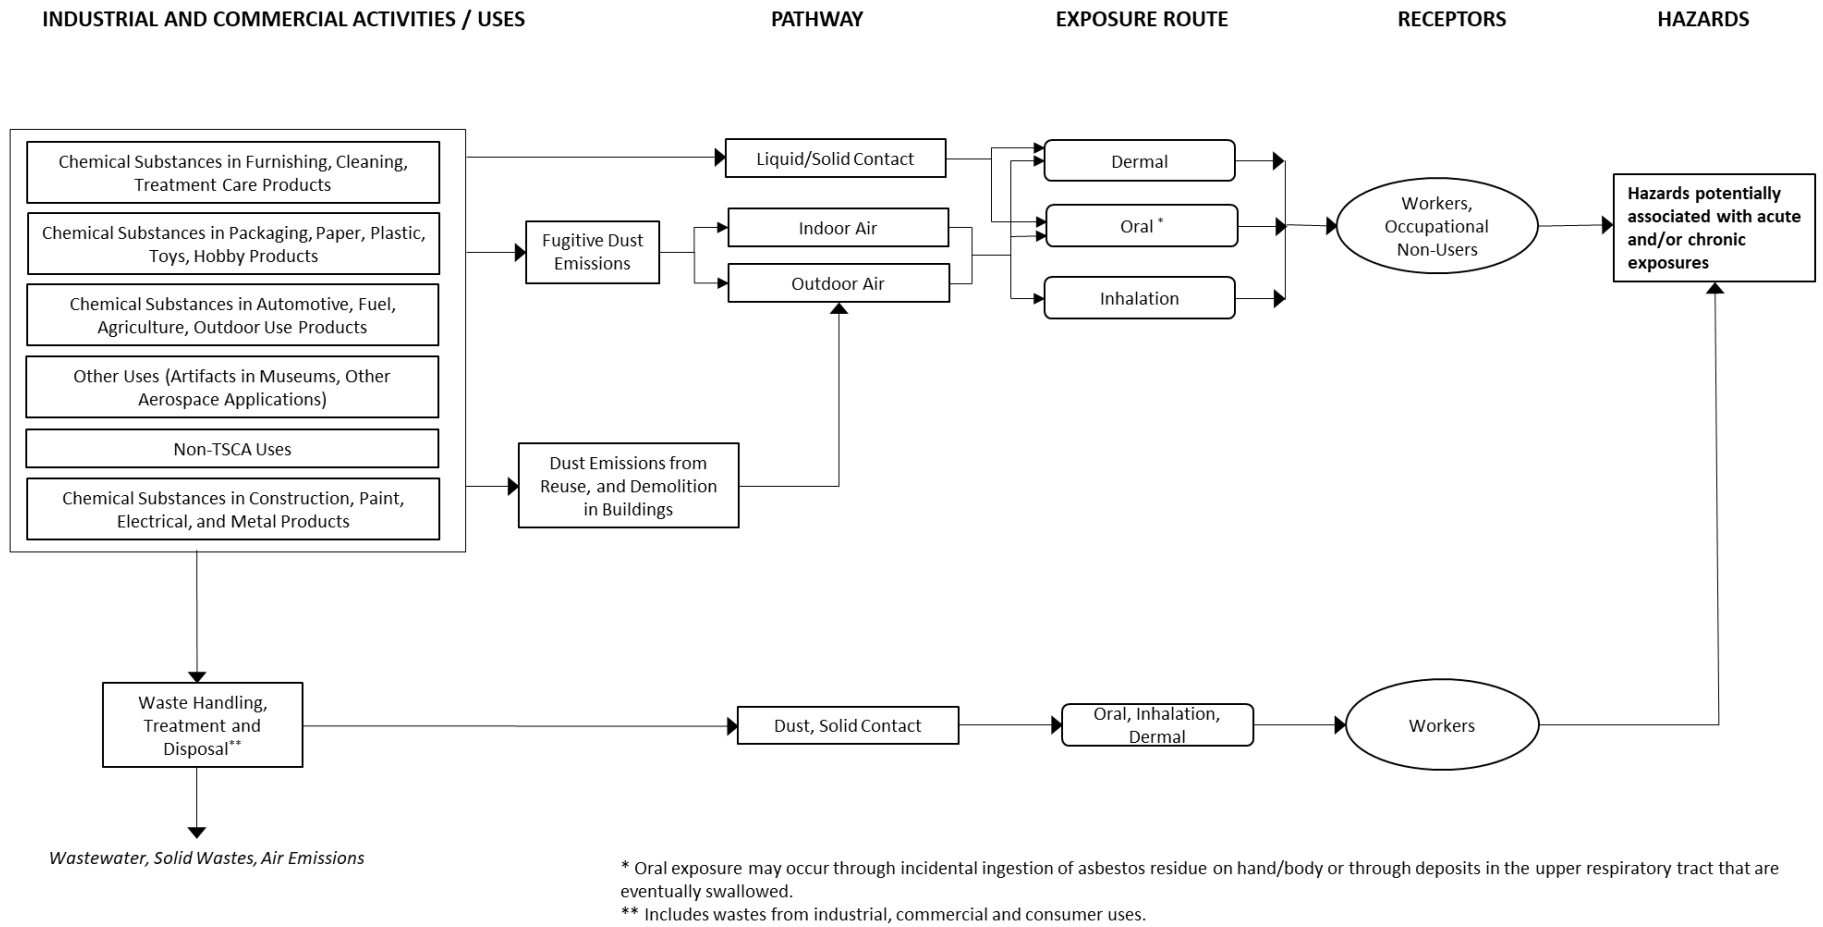 INDUSTRIAL AND COMMERCIAL ACTIVITIES / USES
PATHWAY
EXPOSURE ROUTE
RECEPTORS
HAZARDS
Chemical Substances in Furnishing, Cleaning,
Treatment Care Products
Chemical Substances in Packaging, Paper, Plastic,
Toys, Hobby Products
Chemical Substances in Automotive, Fuel,
Agriculture, Outdoor Use Products
Other Uses (Artifacts in Museums, Other
Aerospace Applications)
Non-TSCA Uses
Chemical Substances in Construction, Paint,
Electrical, and Metal Products
Fugitive Dust
Emissions
Dust Emissions from
Reuse, and Demolition
in Buildings
Liquid/Solid Contact
Indoor Air
Outdoor Air
Dermal
Oral *
Inhalation
Workers,
Occupational
Non-Users
Hazards potentially
associated with acute
and/or chronic
exposures
Waste Handling,
Treatment and
Disposal**
Dust, Solid Contact
Oral, Inhalation,
Dermal
Workers
Wastewater, Solid Wastes, Air Emissions
* Oral exposure may occur through incidental ingestion of asbestos residue on hand/body or through deposits in the upper respiratory tract that are
eventually swallowed.
** Includes wastes from industrial, commercial and consumer uses.